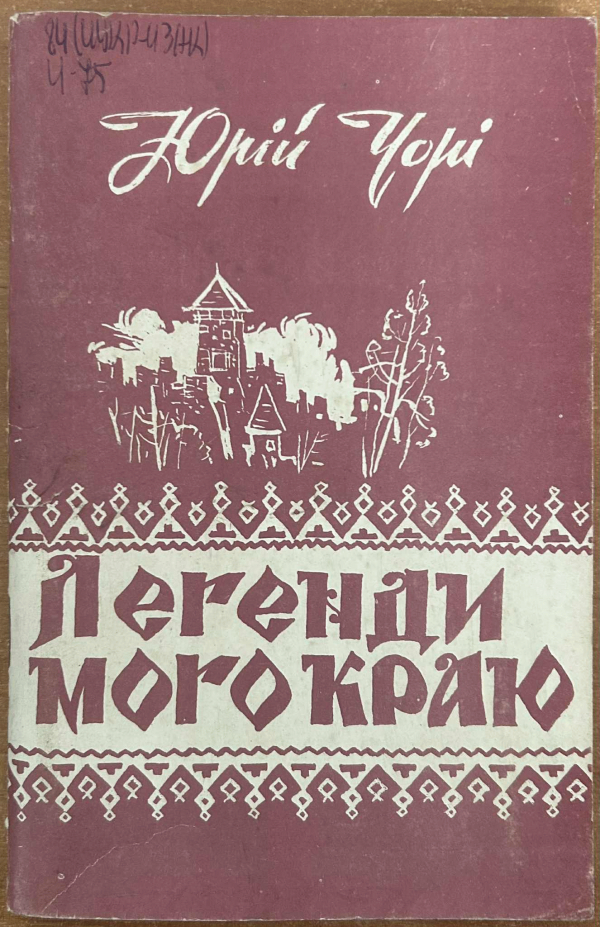 84(4УКР-4ЗАК)
Ч-75
Юрій Чорі
Легенди
мого краю